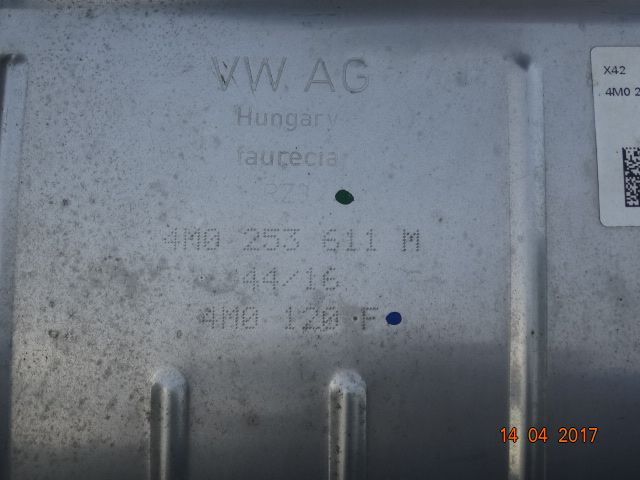 VW AG
Hungary
faurecia
4M0 253 611 M
44/16
4M0 120 F
X42
4M0 2
14 04 2017